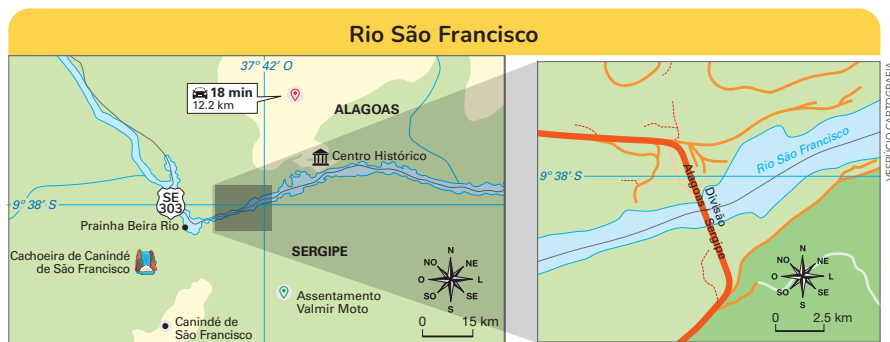 Rio São Francisco
37° 42' O
18 min
12.2 km
ALAGOAS
Centro Histórico
9° 38' S
SE
303
Prainha Beira Rio
Cachoeira de Canindé
de São Francisco
SERGIPE
Assentamento
Valmir Moto
Canindé de
São Francisco
N
NO NE
O L
SO SE
S
0 15 km
Rio São Francisco
9° 38' S
Divisão
Alagoas Sergipe
N
NO NE
O L
SO SE
S
0 2.5 km
VESPÚCIO CARTOGRAFIA